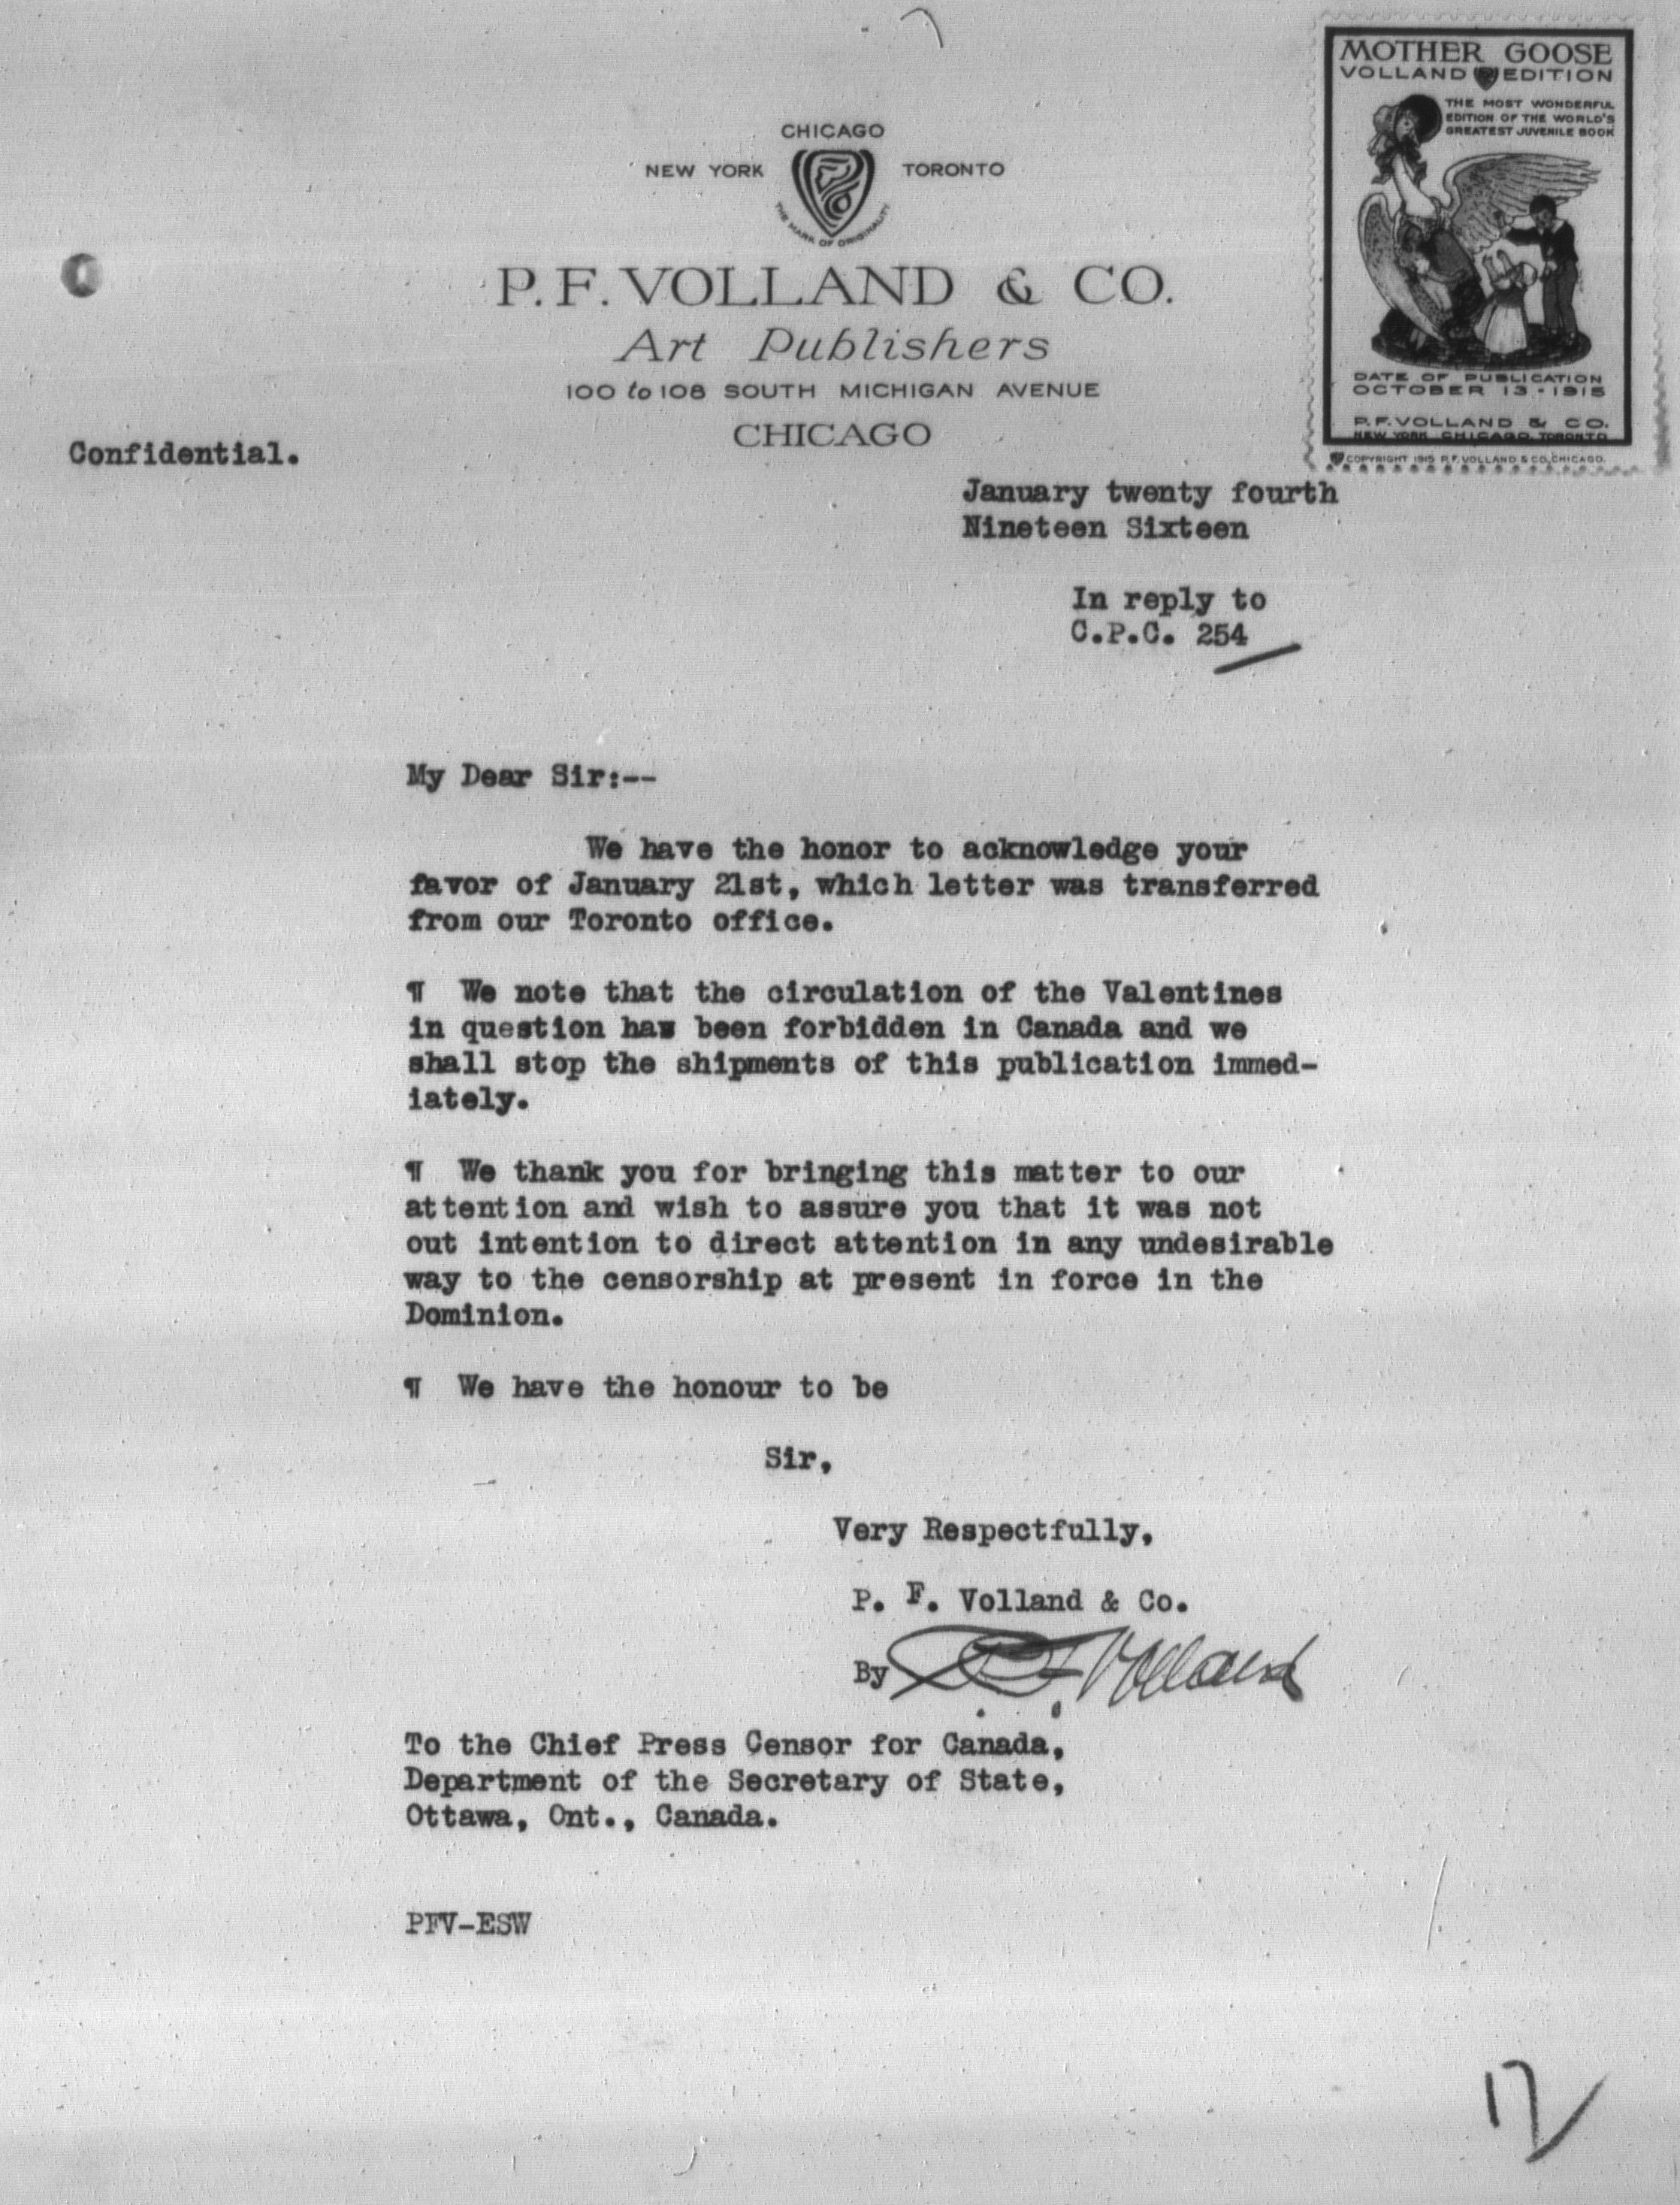 CHICAGO
NEW YORK TORONTO
THE MARK OF ORIGINALITY
P. F. VOLLAND & CO.
Art Publishers
100 to 108 SOUTH MICHIGAN AVENUE
CHICAGO
MOTHER GOOSE
VOLLAND EDITION
THE MOST WONDERFUL
EDITION OF THE WORLD'S
GREATEST JUVENILE BOOK
DATE OF PUBLICATION
OCTOBER 13 - 1915
P. F. VOLLAND & CO.
NEW YORK CHICAGO TORONTO
COPYRIGHT 1915 P. F. VOLLAND & CO, CHICAGO.
Confidential.
January twenty fourth
Nineteen Sixteen
In reply to
C.P.C. 254
My Dear Sir:--
We have the honor to acknowledge your
favor of January 21st, which letter was transferred
from our Toronto office.
¶ We note that the circulation of the Valentines
in question has been forbidden in Canada and we
shall stop the shipments of this publication immed-
iately.
¶ We thank you for bringing this matter to our
attention and wish to assure you that it was not
out intention to direct attention in any undesirable
way to the censorship at present in force in the
Dominion.
¶ We have the honour to be
Sir,
Very Respectfully,
P. F. Volland & Co.
By P. F. Volland
To the Chief Press Censor for Canada,
Department of the Secretary of State,
Ottawa, Ont., Canada.
PFV-ESW